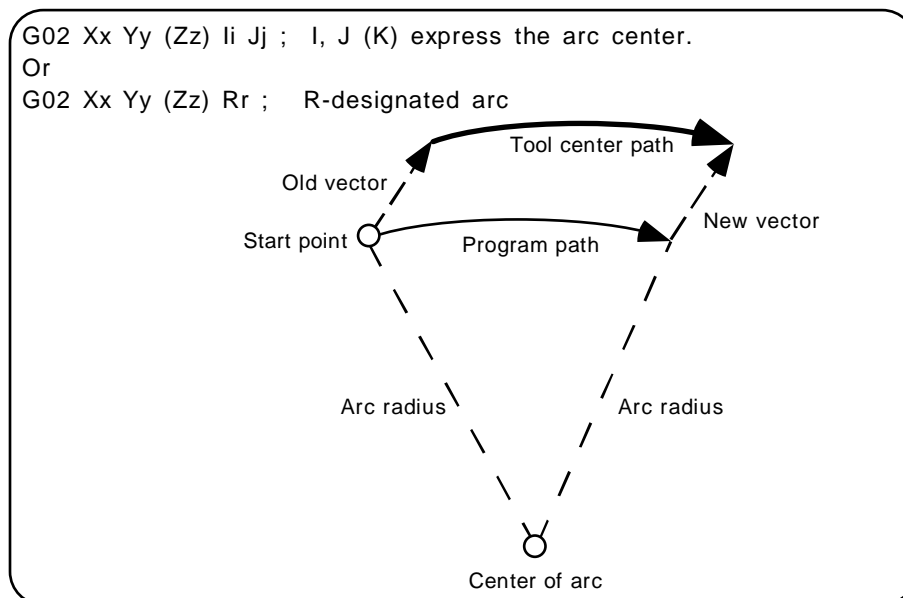 G02 Xx Yy (Zz) Ii Jj ; I, J (K) express the arc center.
Or
G02 Xx Yy (Zz) Rr ; R-designated arc
Tool center path
Old vector
New vector
Start point
Program path
Arc radius
Arc radius
Center of arc